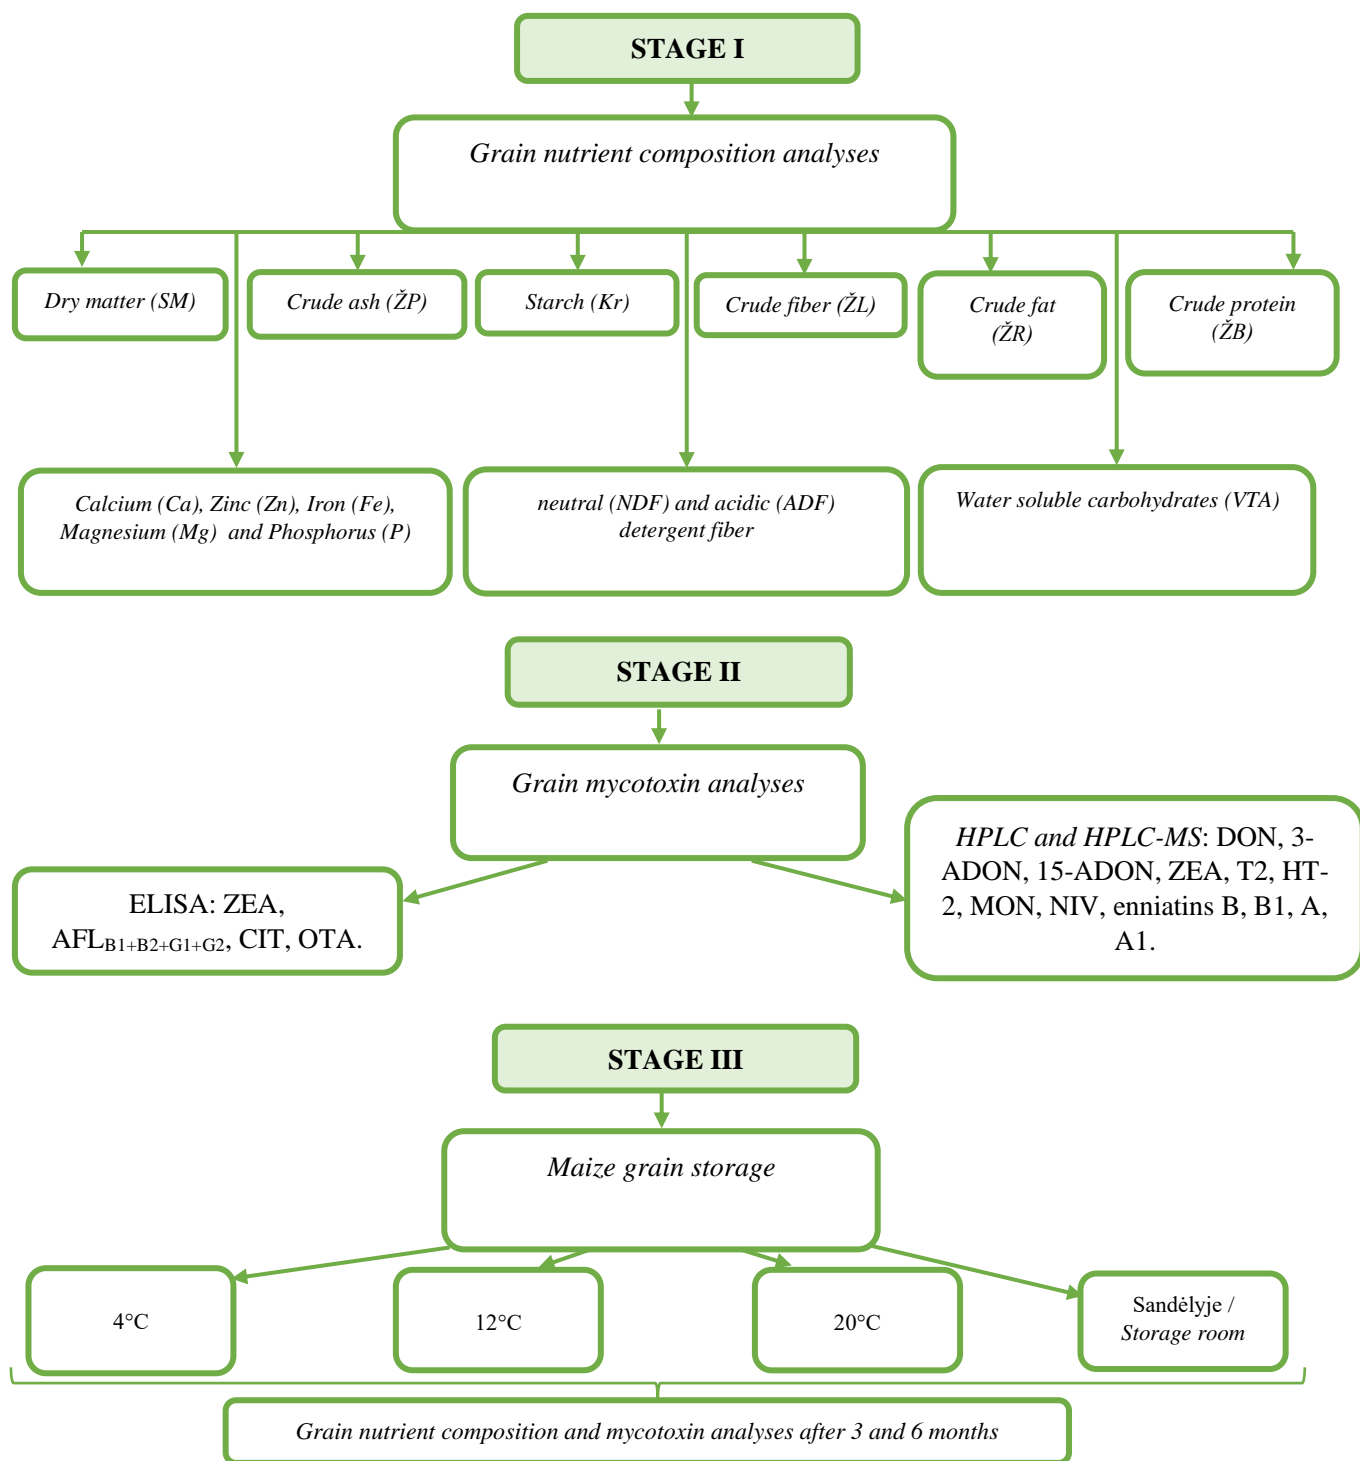 STAGE I
Grain nutrient composition analyses
Dry matter (SM)
Crude ash (ŽP)
Starch (Kr)
Crude fiber (ŽL)
Crude fat
(ŽR)
Crude protein
(ŽB)
Calcium (Ca), Zinc (Zn), Iron (Fe),
Magnesium (Mg) and Phosphorus (P)
neutral (NDF) and acidic (ADF)
detergent fiber
Water soluble carbohydrates (VTA)
STAGE II
Grain mycotoxin analyses
ELISA: ZEA,
AFLB1+B2+G1+G2, CIT, OTA.
HPLC and HPLC-MS: DON, 3-
ADON, 15-ADON, ZEA, T2, HT-
2, MON, NIV, enniatins B, B1, A,
A1.
STAGE III
Maize grain storage
4°C
12°C
20°C
Sandėlyje /
Storage room
Grain nutrient composition and mycotoxin analyses after 3 and 6 months